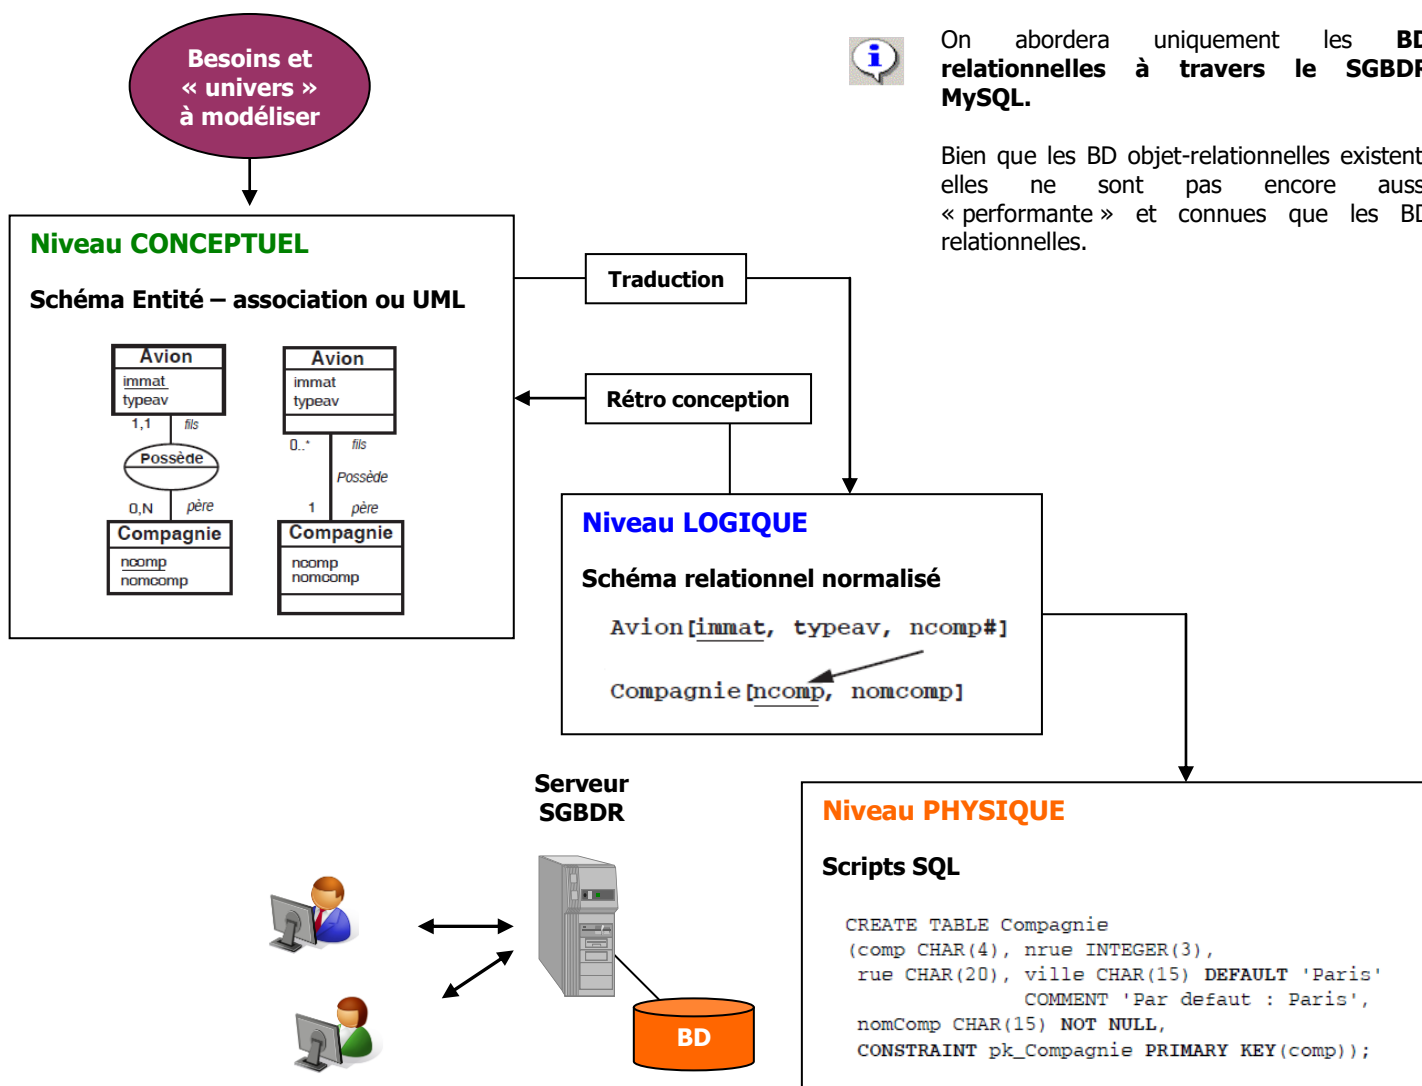 Besoins et
« univers »
à modéliser
On abordera uniquement les BD
relationnelles à travers le SGBDR
MySQL.
Bien que les BD objet-relationnelles existent
elles ne sont pas encore auss
« performante » et connues que les BD
relationnelles.
Niveau CONCEPTUEL
Schéma Entité – association ou UML
Avion
immat
typeav
1,1 fils
Possède
0,N père
Compagnie
ncomp
nomcomp
Avion
immat
typeav
0..* fils
Possède
1 père
Compagnie
ncomp
nomcomp
Traduction
Rétro conception
Niveau LOGIQUE
Schéma relationnel normalisé
Avion[immat, typeav, ncomp#]
Compagnie[ncomp, nomcomp]
Serveur
SGBDR
BD
Niveau PHYSIQUE
Scripts SQL
CREATE TABLE Compagnie
(comp CHAR(4), nrue INTEGER(3),
rue CHAR(20), ville CHAR(15) DEFAULT 'Paris'
COMMENT 'Par defaut : Paris',
nomComp CHAR(15) NOT NULL,
CONSTRAINT pk_Compagnie PRIMARY KEY(comp));